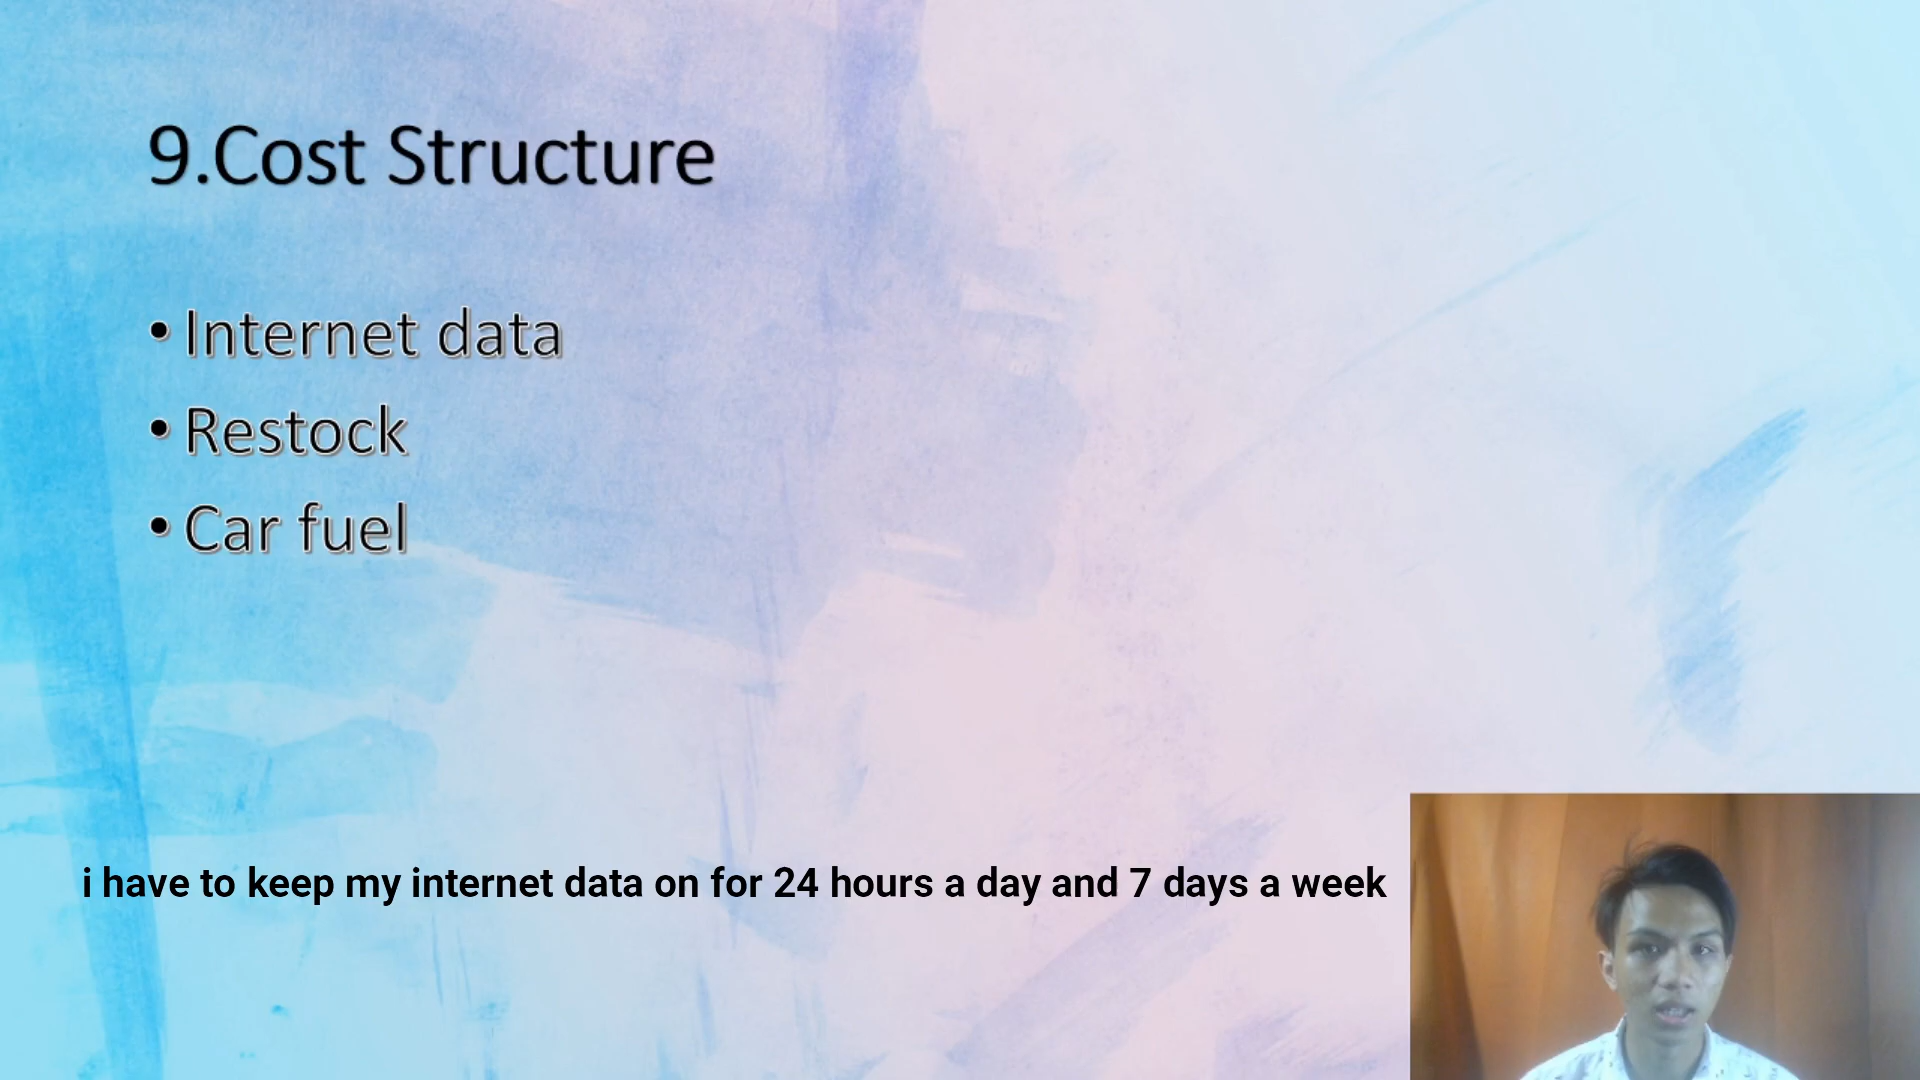 9.Cost Structure
• Internet data
• Restock
• Car fuel
i have to keep my internet data on for 24 hours a day and 7 days a week